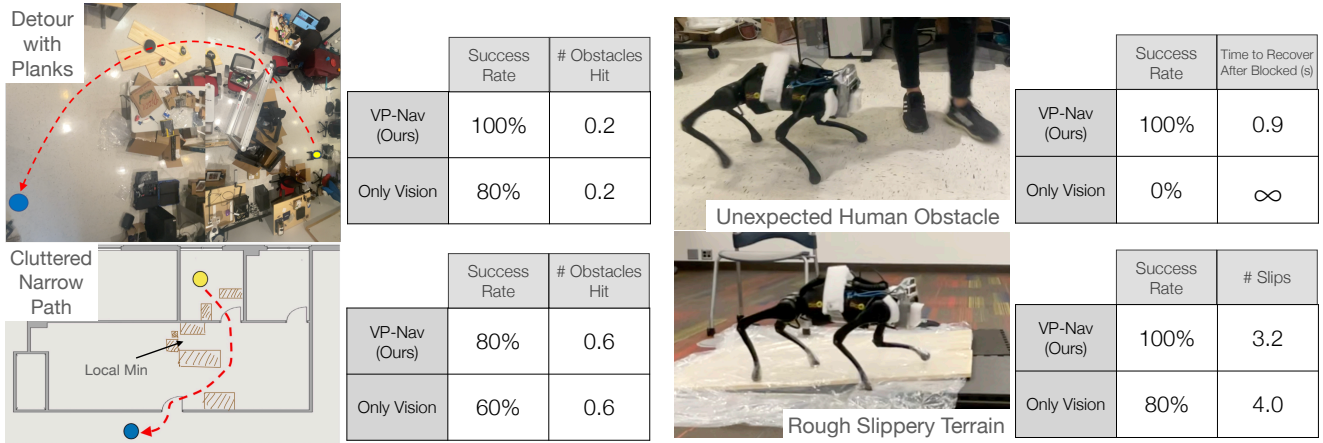 Detour
with
Planks
Success
Rate
# Obstacles
Hit
VP-Nav
(Ours)
100%
0.2
Only Vision
80%
0.2
Unexpected Human Obstacle
Success
Rate
Time to Recover
After Blocked (s)
VP-Nav
(Ours)
100%
0.9
Only Vision
0%
∞
Cluttered
Narrow
Path
Local Min
Success
Rate
# Obstacles
Hit
VP-Nav
(Ours)
80%
0.6
Only Vision
60%
0.6
Rough Slippery Terrain
Success
Rate
# Slips
VP-Nav
(Ours)
100%
3.2
Only Vision
80%
4.0